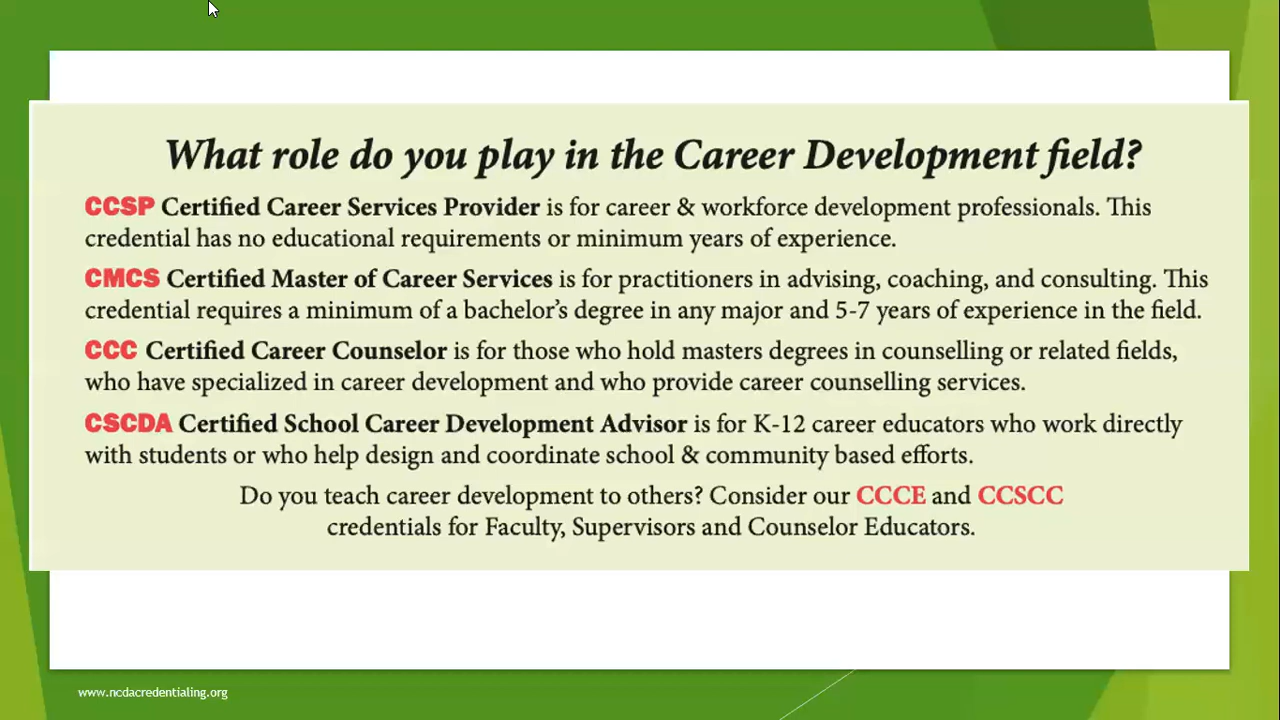 What role do you play in the Career Development field?
CCSP Certified Career Services Provider is for career & workforce development professionals. This
credential has no educational requirements or minimum years of experience.
CMCS Certified Master of Career Services is for practitioners in advising, coaching, and consulting. This
credential requires a minimum of a bachelor’s degree in any major and 5-7 years of experience in the field.
CCC Certified Career Counselor is for those who hold masters degrees in counselling or related fields,
who have specialized in career development and who provide career counselling services.
CSCDA Certified School Career Development Advisor is for K-12 career educators who work directly
with students or who help design and coordinate school & community based efforts.
Do you teach career development to others? Consider our CCCE and CCSCC
credentials for Faculty, Supervisors and Counselor Educators.
www.ncdacredentialing.org